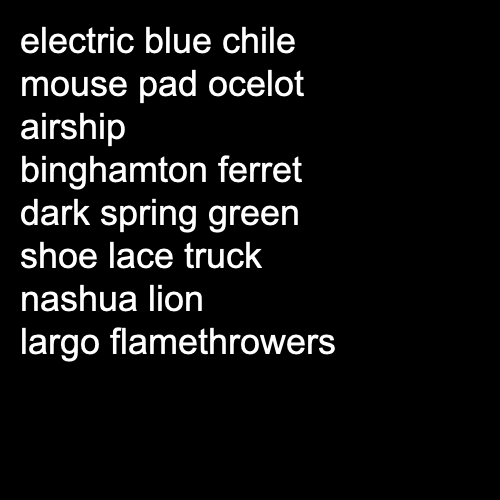 electric blue chile
mouse pad ocelot
airship
binghamton ferret
dark spring green
shoe lace truck
nashua lion
largo flamethrowers